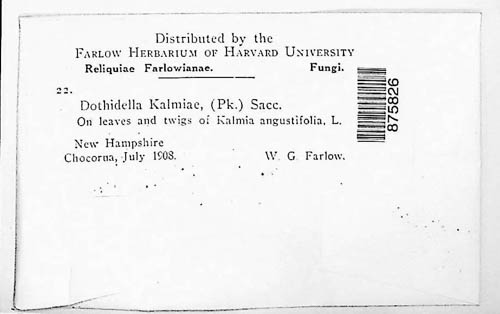 Distributed by the
FARLOW HERBARIUM OF HARVARD UNIVERSITY
Reliquiae Farlowianae. Fungi.
22.
Dothidella Kalmiae, (Pk.) Sacc.
On leaves and twigs of Kalmia angustifolia, L.
New Hampshire
Chocorua, July 1908. W. G. Farlow.
875826